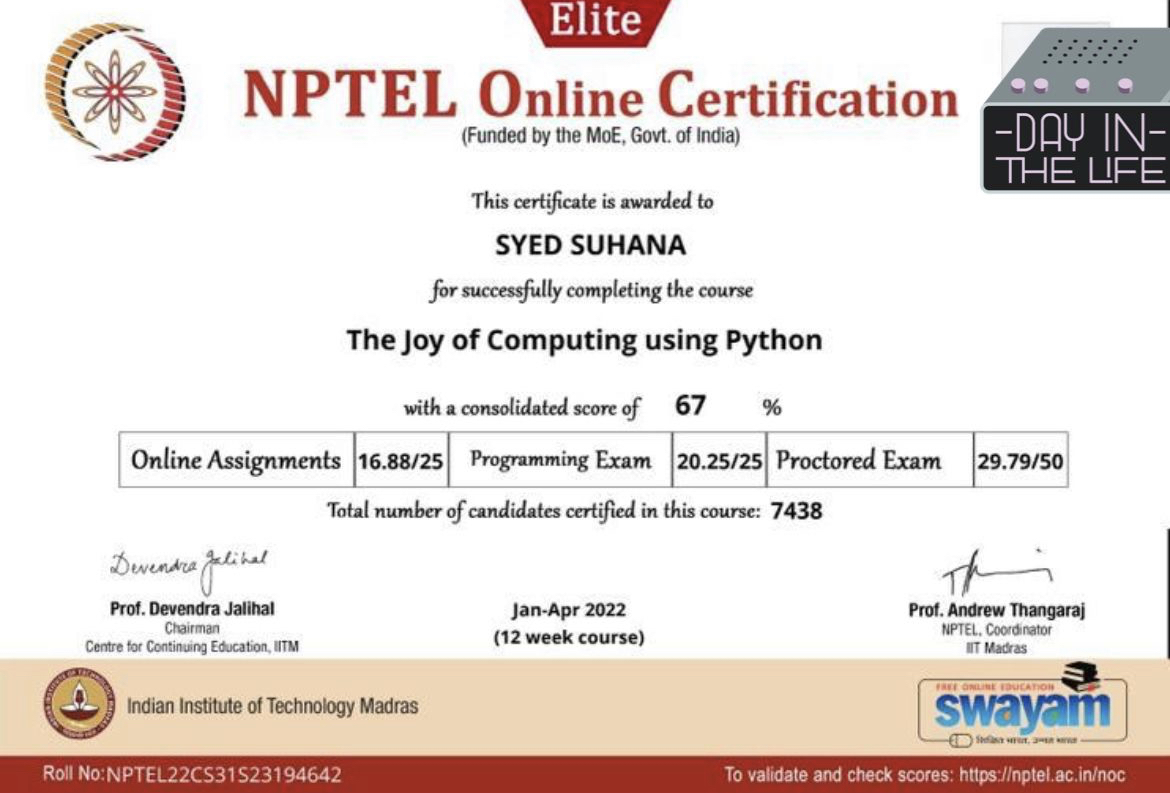 Elite
NPTEL Online Certification
(Funded by the MoE, Govt. of India)
-DAY IN-
THE LIFE
This certificate is awarded to
SYED SUHANA
for successfully completing the course
The Joy of Computing using Python
with a consolidated score of 67 %
Online Assignments 16.88/25 Programming Exam 20.25/25 Proctored Exam 29.79/50
Total number of candidates certified in this course: 7438
Devendra Jalihal
Prof. Devendra Jalihal
Chairman
Centre for Continuing Education, IITM
Jan-Apr 2022
(12 week course)
Prof. Andrew Thangaraj
NPTEL, Coordinator
IIT Madras
Indian Institute of Technology Madras
FREE ONLINE EDUCATION
swayam
शिक्षित भारत, उन्नत भारत
Roll No:NPTEL22CS31S23194642
To validate and check scores: https://nptel.ac.in/noc